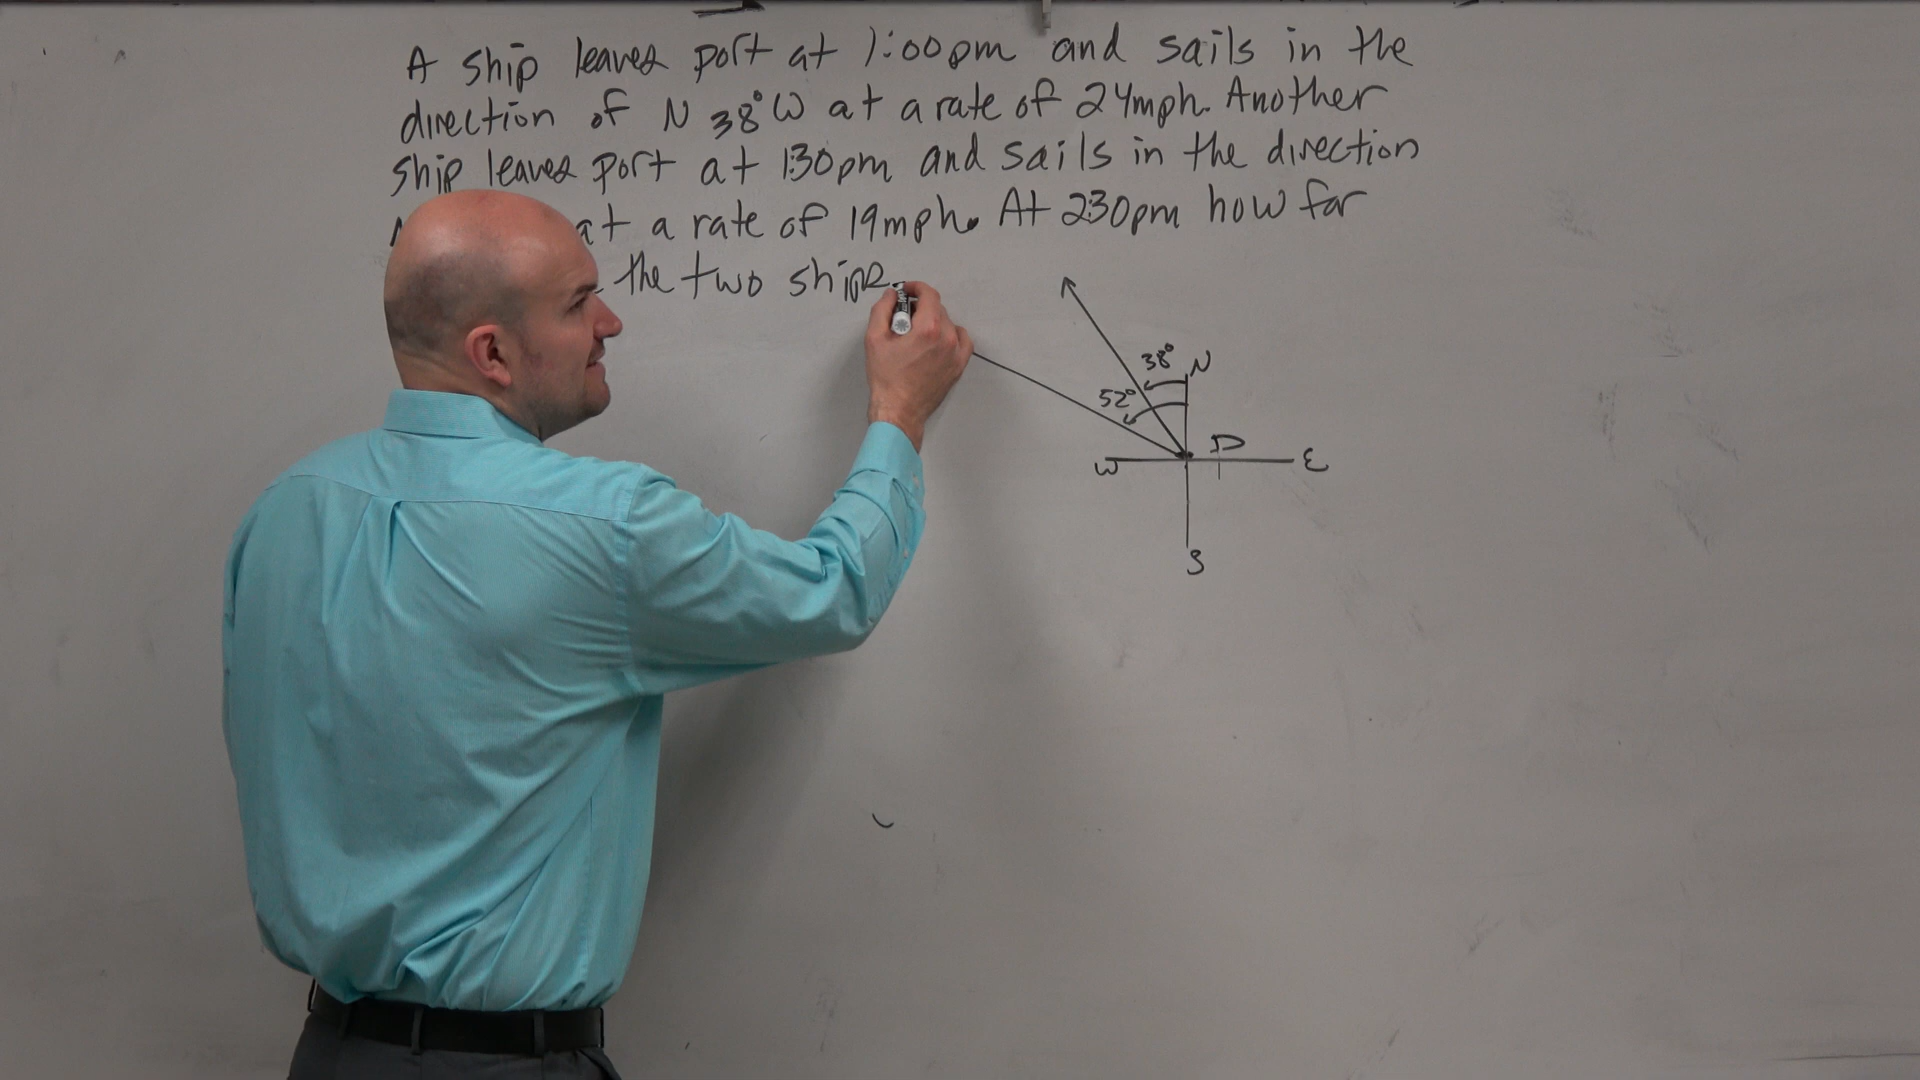 A ship leaves port at 1:00pm and sails in the
direction of N 38° W at a rate of 24mph. Another
ship leaves port at 1:30pm and sails in the direction
at a rate of 19mph. At 2:30pm how far
the two ships
38°
N
52°
D
W
E
S